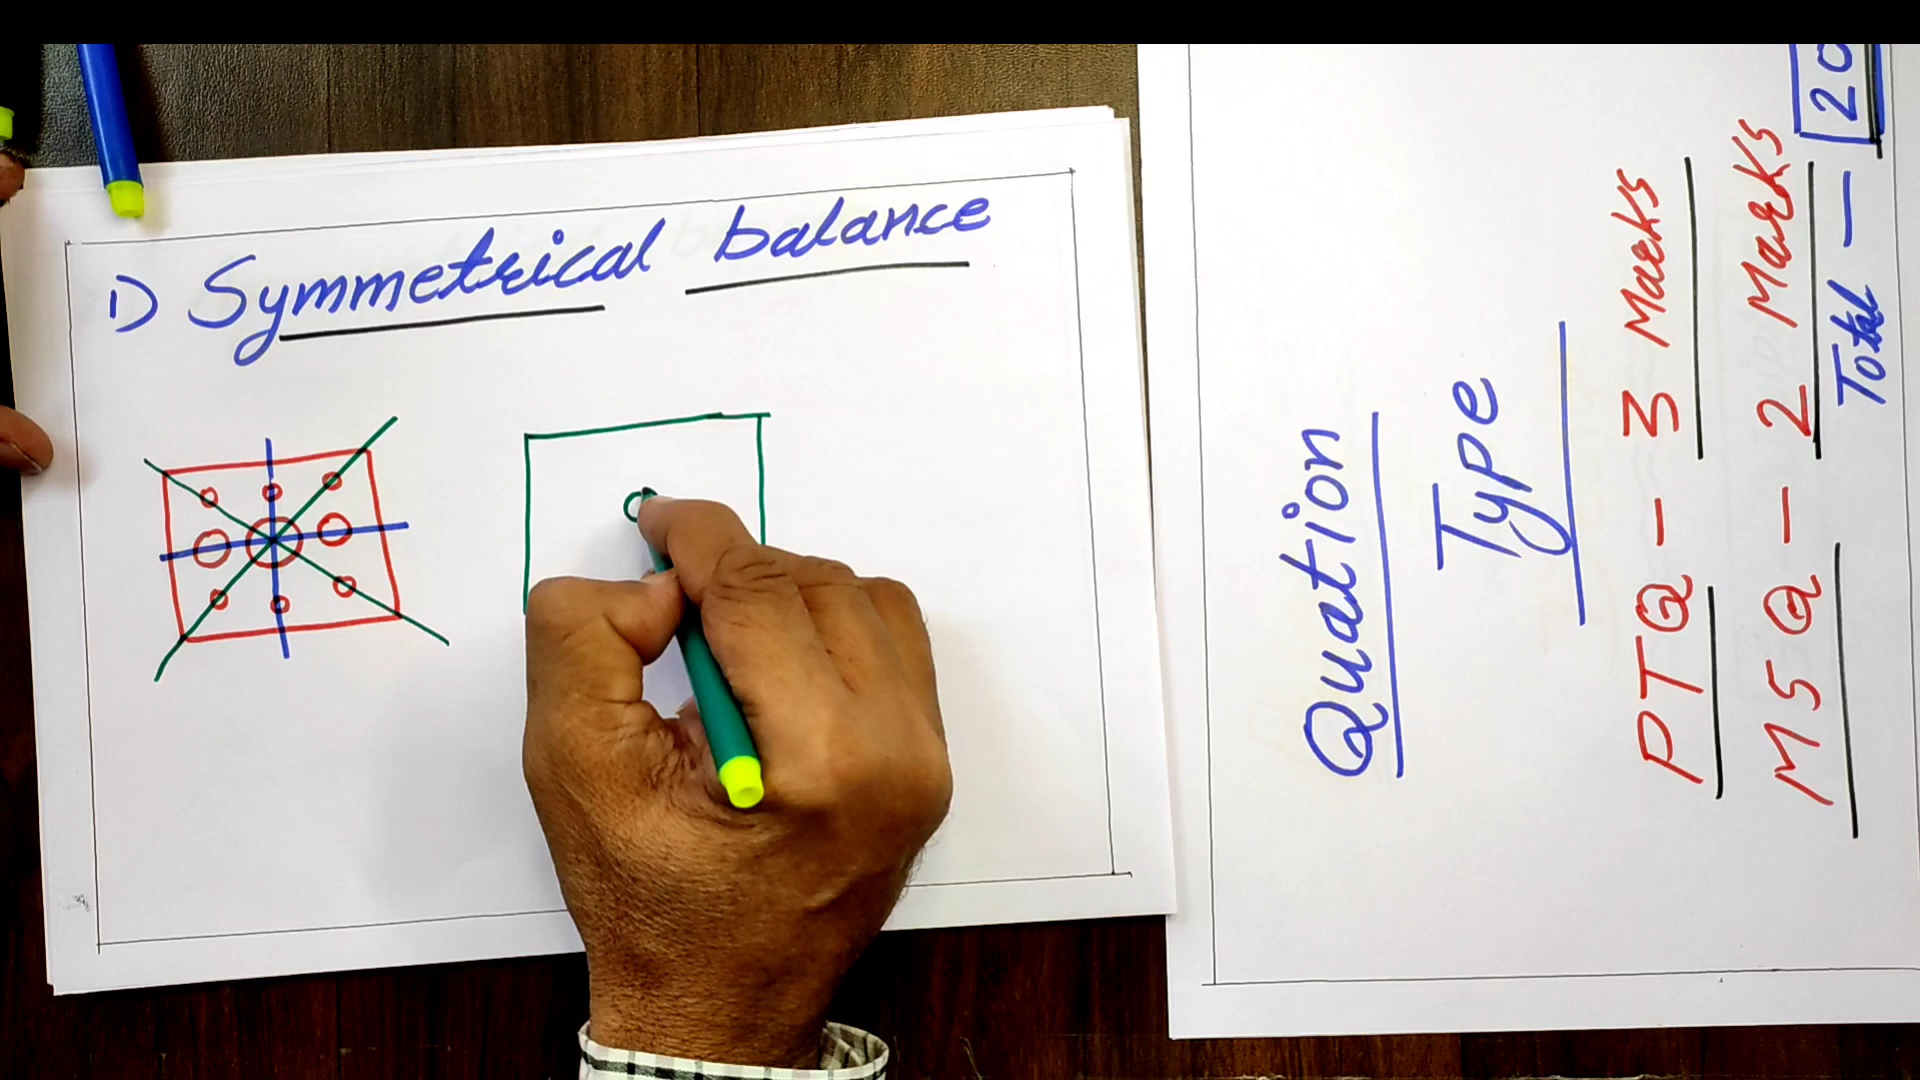 1) Symmetrical balance
Quation
Type
PTQ - 3 Marks
MSQ - 2 Marks
Total - 20